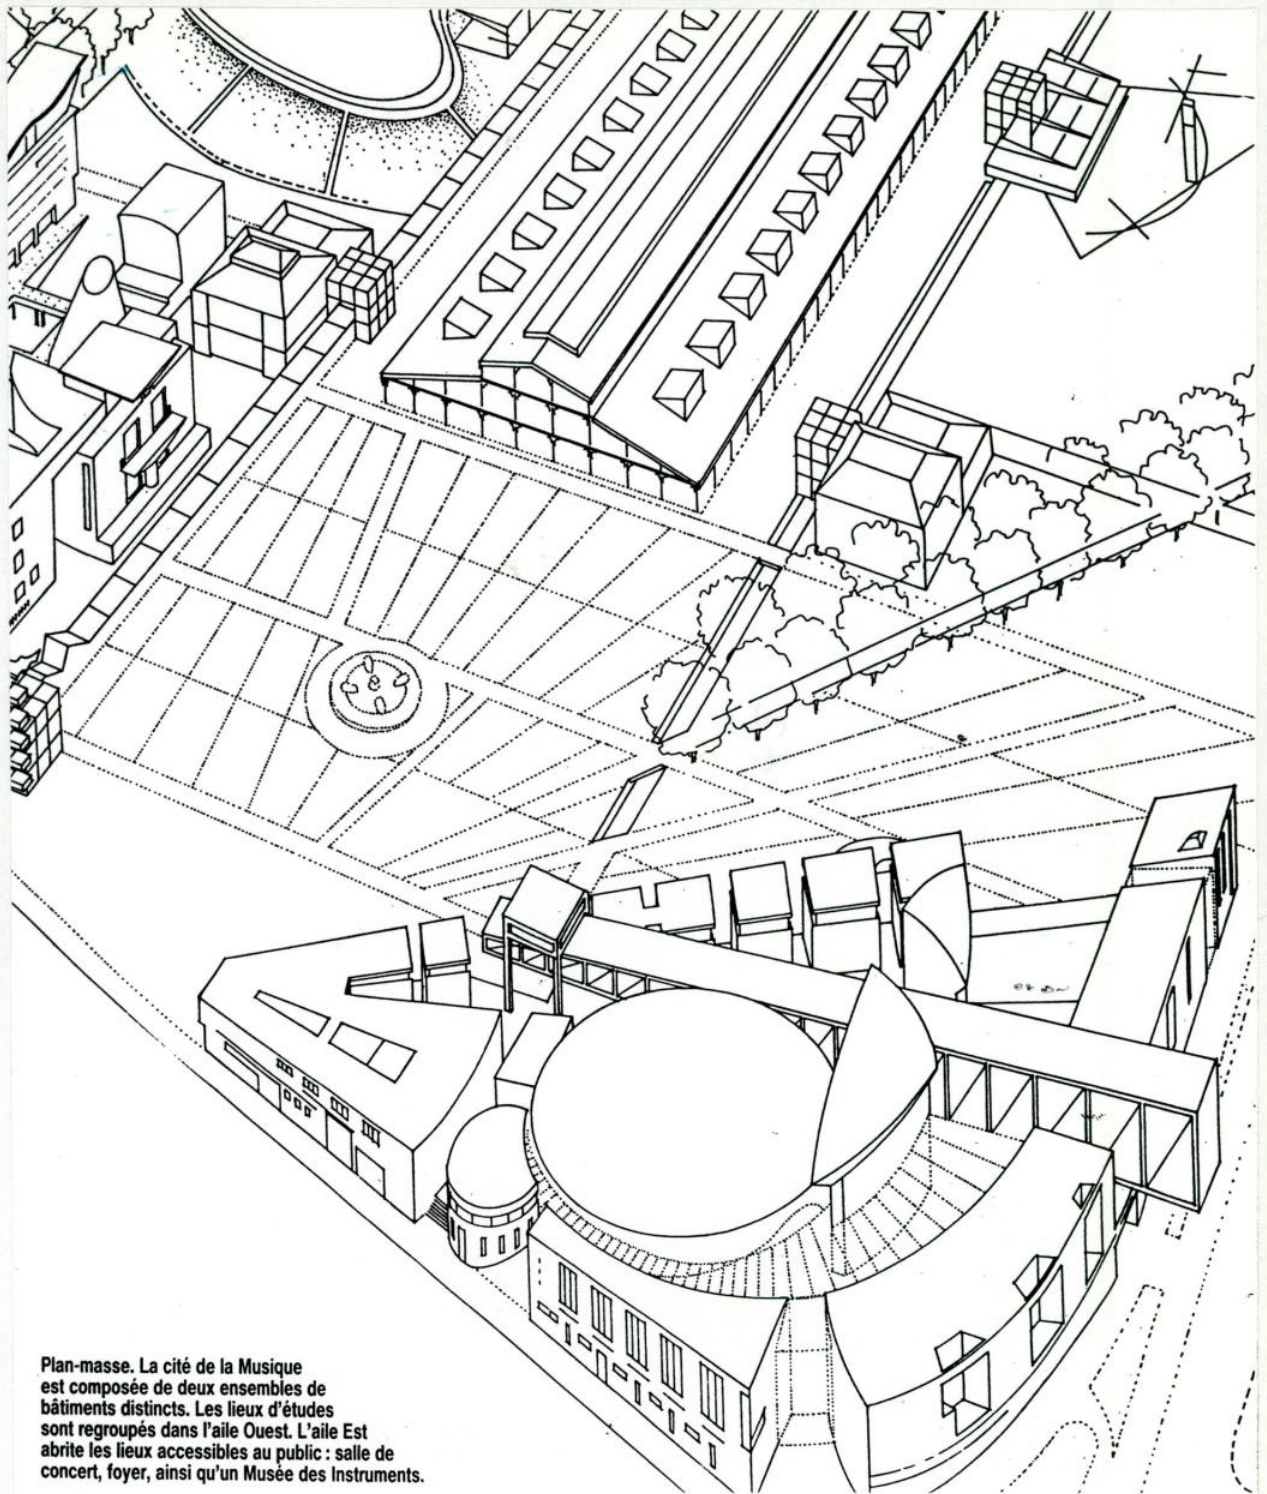 Plan-masse. La cité de la Musique
est composée de deux ensembles de
bâtiments distincts. Les lieux d'études
sont regroupés dans l'aile Ouest. L'aile Est
abrite les lieux accessibles au public : salle de
concert, foyer, ainsi qu'un Musée des Instruments.